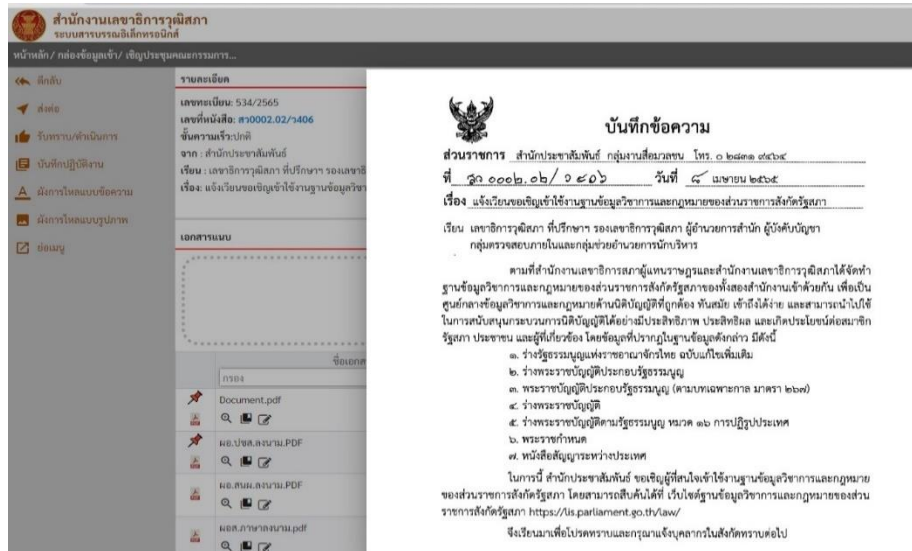 สำนักงานเลขาธิการวุฒิสภา
ระบบสารบรรณอิเล็กทรอนิกส์
หน้าหลัก/ กล่องข้อมูลเข้า/ เชิญประชุมคณะกรรมการ...
ตีกลับ
ส่งต่อ
รับทราบ/ดำเนินการ
บันทึกปฏิบัติงาน
ผังการไหลแบบข้อความ
ผังการไหลแบบรูปภาพ
ย่อเมนู
รายละเอียด
เลขทะเบียน: 534/2565
เลขที่หนังสือ: สว0002.02/ว406
ชั้นความเร็ว:ปกติ
จาก : สำนักประชาสัมพันธ์
เรียน : เลขาธิการวุฒิสภา ที่ปรึกษาฯ รองเลขาธิ
เรื่อง: แจ้งเวียนขอเชิญเข้าใช้งานฐานข้อมูลวิชา
เอกสารแนบ
ชื่อเอกส
กรอง
Document.pdf
ผอ.ปชส.ลงนาม.PDF
ผอ.สนผ.ลงนาม.PDF
ผอส.ภาษาลงนาม.pdf
บันทึกข้อความ
ส่วนราชการ สำนักประชาสัมพันธ์ กลุ่มงานสื่อมวลชน โทร. ๐ ๒๘๓๑ ๙๔๖๙
ที่ สว ๐๐๐๒.๐๒/ ว ๔๐๖ วันที่ ๘ เมษายน ๒๕๖๕
เรื่อง แจ้งเวียนขอเชิญเข้าใช้งานฐานข้อมูลวิชาการและกฎหมายของส่วนราชการสังกัดรัฐสภา
เรียน เลขาธิการวุฒิสภา ที่ปรึกษาฯ รองเลขาธิการวุฒิสภา ผู้อำนวยการสำนัก ผู้บังคับบัญชา
กลุ่มตรวจสอบภายในและกลุ่มช่วยอำนวยการนักบริหาร
ตามที่สำนักงานเลขาธิการสภาผู้แทนราษฎรและสำนักงานเลขาธิการวุฒิสภาได้จัดทำ
ฐานข้อมูลวิชาการและกฎหมายของส่วนราชการสังกัดรัฐสภาของทั้งสองสำนักงานเข้าด้วยกัน เพื่อเป็น
ศูนย์กลางข้อมูลวิชาการและกฎหมายด้านนิติบัญญัติที่ถูกต้อง ทันสมัย เข้าถึงได้ง่าย และสามารถนำไปใช้
ในการสนับสนุนกระบวนการนิติบัญญัติได้อย่างมีประสิทธิภาพ ประสิทธิผล และเกิดประโยชน์ต่อสมาชิก
รัฐสภา ประชาชน และผู้ที่เกี่ยวข้อง โดยข้อมูลที่ปรากฏในฐานข้อมูลดังกล่าว มีดังนี้
๑. ร่างรัฐธรรมนูญแห่งราชอาณาจักรไทย ฉบับแก้ไขเพิ่มเติม
๒. ร่างพระราชบัญญัติประกอบรัฐธรรมนูญ
๓. พระราชบัญญัติประกอบรัฐธรรมนูญ (ตามบทเฉพาะกาล มาตรา ๒๖๗)
๔. ร่างพระราชบัญญัติ
๕. ร่างพระราชบัญญัติตามรัฐธรรมนูญ หมวด ๑๖ การปฏิรูปประเทศ
๖. พระราชกำหนด
๗. หนังสือสัญญาระหว่างประเทศ
ในการนี้ สำนักประชาสัมพันธ์ ขอเชิญผู้ที่สนใจเข้าใช้งานฐานข้อมูลวิชาการและกฎหมาย
ของส่วนราชการสังกัดรัฐสภา โดยสามารถสืบค้นได้ที่ เว็บไซต์ฐานข้อมูลวิชาการและกฎหมายของส่วน
ราชการสังกัดรัฐสภา https://lis.parliament.go.th/law/
จึงเรียนมาเพื่อโปรดทราบและกรุณาแจ้งบุคลากรในสังกัดทราบต่อไป